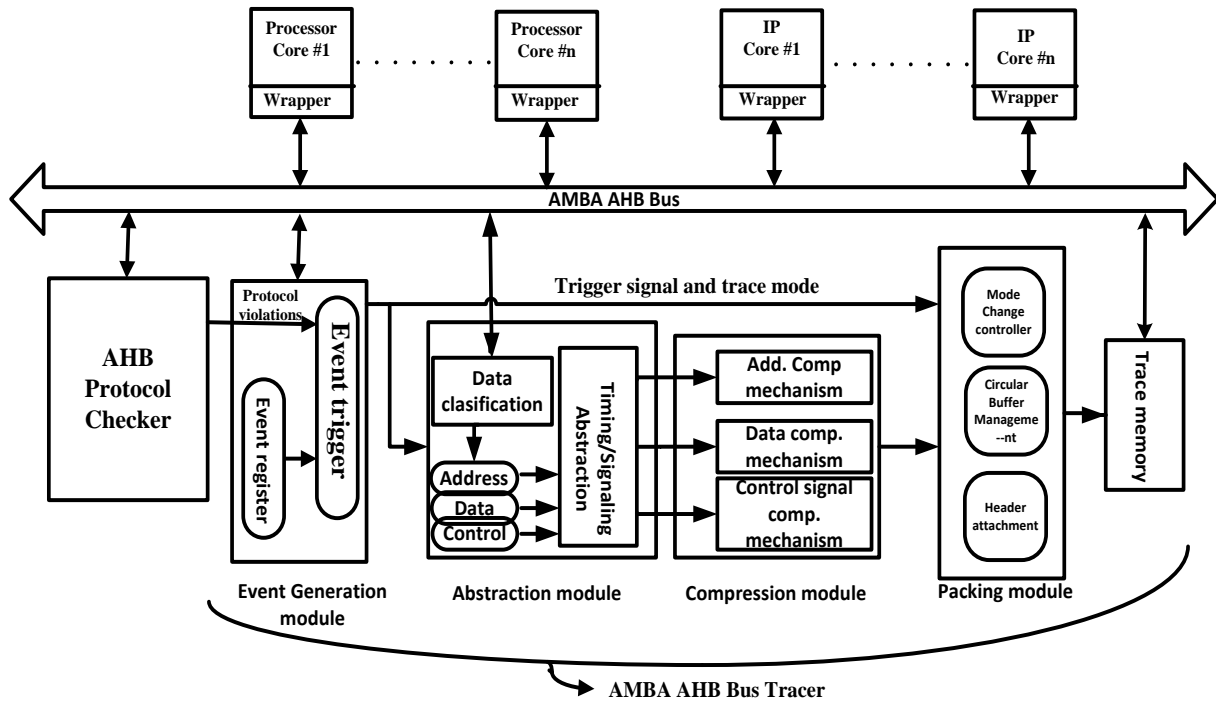 Processor
Core #1
Wrapper
Processor
Core #n
Wrapper
IP
Core #1
Wrapper
IP
Core #n
Wrapper
AMBA AHB Bus
AHB
Protocol
Checker
Protocol
violations
Event trigger
Event register
Event Generation
module
Trigger signal and trace mode
Data
clasification
Address
Data
Control
Timing/Signaling
Abstraction
Abstraction module
Add. Comp
mechanism
Data comp.
mechanism
Control signal
comp.
mechanism
Compression module
Mode
Change
controller
Circular
Buffer
Manageme
--nt
Header
attachment
Packing module
Trace memory
AMBA AHB Bus Tracer